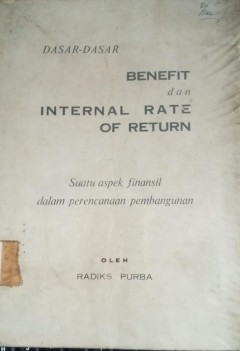 DASAR-DASAR
BENEFIT
dan
INTERNAL RATE
OF RETURN
Suatu aspek finansil
dalam perencanaan pembangunan
OLEH
RADIKS PURBA